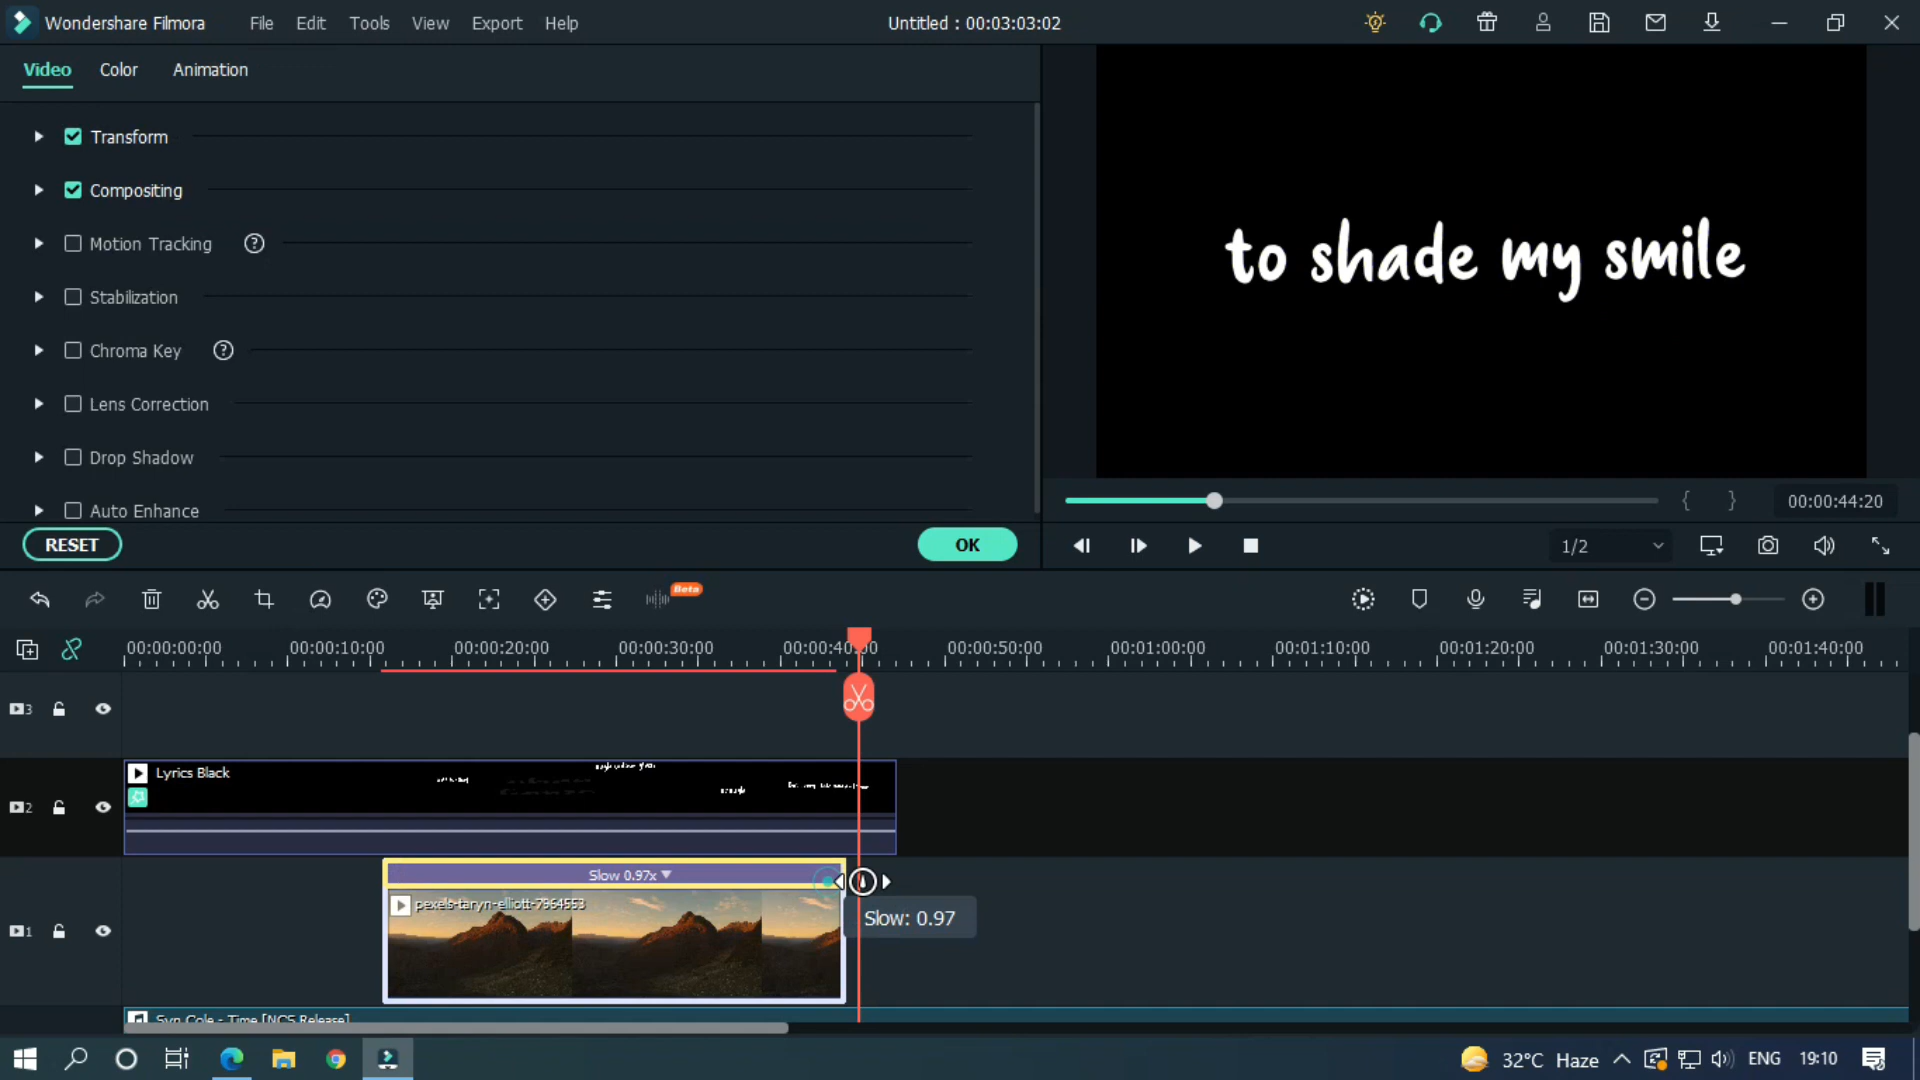 Wondershare Filmora
File Edit Tools View Export Help
Untitled : 00:03:03:02
Video Color Animation
Transform
Compositing
Motion Tracking
Stabilization
Chroma Key
Lens Correction
Drop Shadow
Auto Enhance
RESET
OK
to shade my smile
00:00:44:20
1/2
Beta
00:00:00:00 00:00:10:00 00:00:20:00 00:00:30:00 00:00:40:00 00:00:50:00 00:01:00:00 00:01:10:00 00:01:20:00 00:01:30:00 00:01:40:00
3
Lyrics Black
2
Slow 0.97x
pexels-taryn-elliott-7964553
Slow: 0.97
1
Syn Cole - Time [NCS Release]
32°C Haze
ENG
19:10